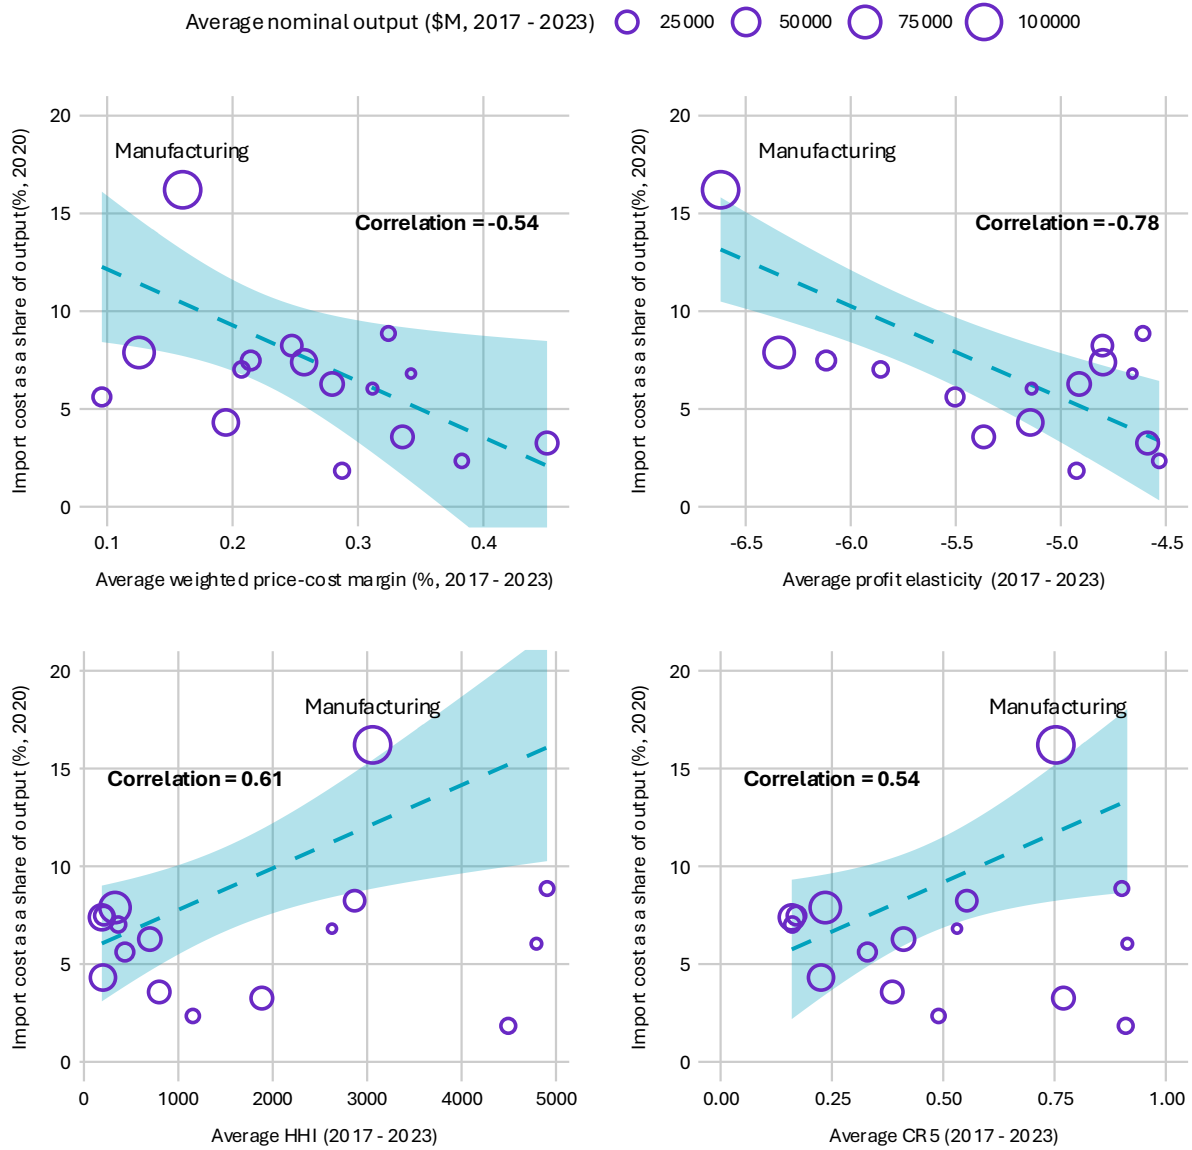 Average nominal output ($M, 2017 - 2023) 25 000 50 000 75 000 100000
Import cost as a share of output(%, 2020)
20
15
10
5
0
Manufacturing
Correlation = -0.54
0.1 0.2 0.3 0.4
Average weighted price-cost margin (%, 2017 - 2023)
Import cost as a share of output (%, 2020)
20
15
10
5
0
Manufacturing
Correlation = -0.78
-6.5 -6.0 -5.5 -5.0 -4.5
Average profit elasticity (2017 - 2023)
Import cost as a share of output (%, 2020)
20
15
10
5
0
Manufacturing
Correlation = 0.61
0 1000 2000 3000 4000 5000
Average HHI (2017 - 2023)
Import cost as a share of output (%, 2020)
20
15
10
5
0
Manufacturing
Correlation = 0.54
0.00 0.25 0.50 0.75 1.00
Average CR5 (2017 - 2023)